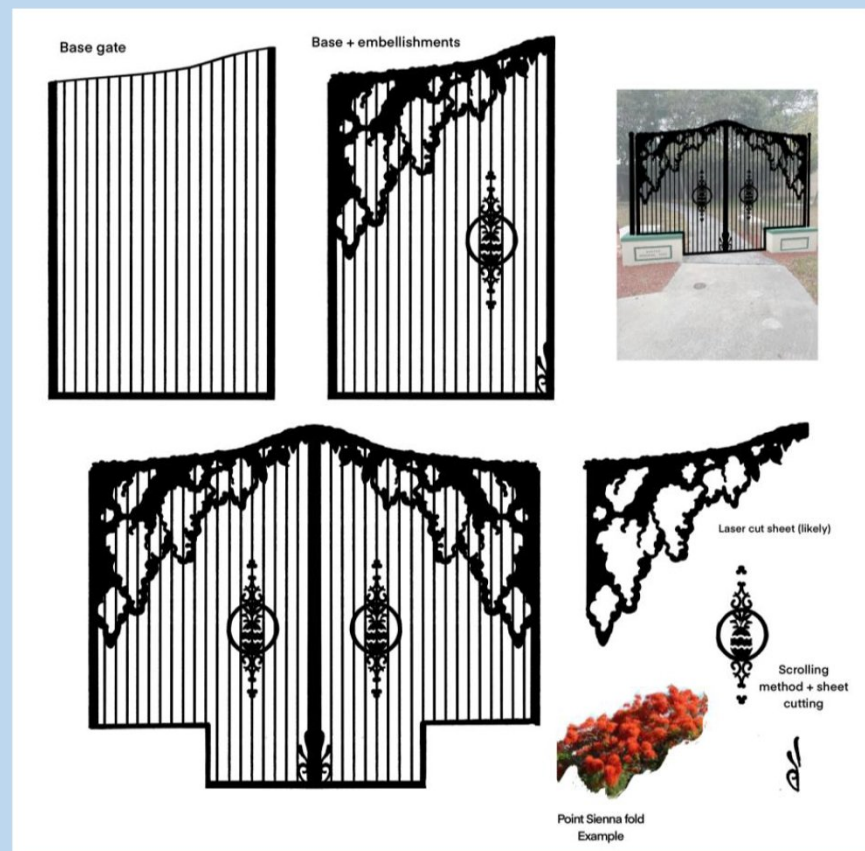 Base gate
Base + embellishments
Laser cut sheet (likely)
Scrolling
method + sheet
cutting
Point Sienna fold
Example